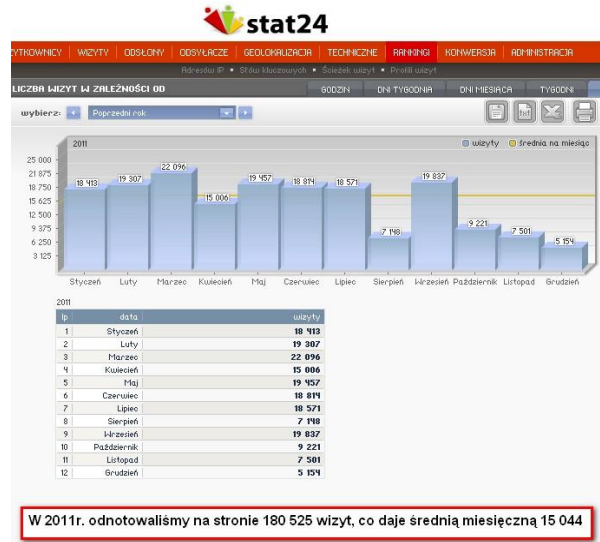 stat24
ŻYTKOWNICY WIZYTY ODSŁONY ODSYŁACZE GEOLOKALIZACJA TECHNICZNE RANKINGI KONWERSJA ADMINISTRACJA
Adresów IP • Słów kluczowych • Ścieżek wizyt • Profili wizyt
LICZBA WIZYT W ZALEŻNOŚCI OD GODZIN DNI TYGODNIA DNI MIESIĄCA TYGODNI
wybierz: Poprzedni rok txt
2011 wizyty średnia na miesiąc
25 000
21 875
18 750
15 625
12 500
9 375
6 250
3 125
18 413 19 307 22 096 15 006 19 457 18 814 18 571 7 148 19 837 9 221 7 501 5 154
Styczeń Luty Marzec Kwiecień Maj Czerwiec Lipiec Sierpień Wrzesień Październik Listopad Grudzień
2011
lp data wizyty
1 Styczeń 18 413
2 Luty 19 307
3 Marzec 22 096
4 Kwiecień 15 006
5 Maj 19 457
6 Czerwiec 18 814
7 Lipiec 18 571
8 Sierpień 7 148
9 Wrzesień 19 837
10 Październik 9 221
11 Listopad 7 501
12 Grudzień 5 154
W 2011r. odnotowaliśmy na stronie 180 525 wizyt, co daje średnią miesięczną 15 044